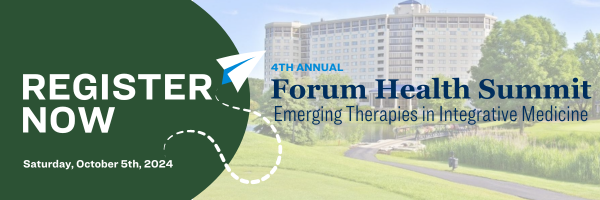 REGISTER
NOW
Saturday, October 5th, 2024
4TH ANNUAL
Forum Health Summit
Emerging Therapies in Integrative Medicine